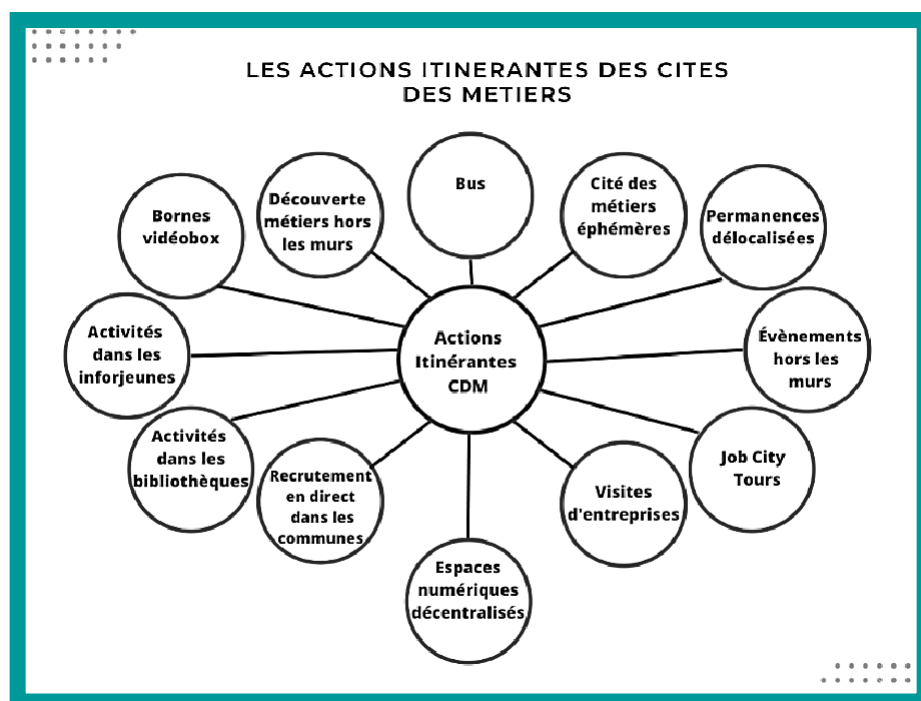 LES ACTIONS ITINERANTES DES CITES
DES METIERS
Bus
Cité des
métiers
éphémères
Permanences
délocalisées
Évènements
hors les
murs
Job City
Tours
Visites
d'entreprises
Espaces
numériques
décentralisés
Recrutement
en direct
dans les
communes
Activités
dans les
bibliothèques
Activités
dans les
inforjeunes
Bornes
vidéobox
Découverte
métiers hors
les murs
Actions
Itinérantes
CDM